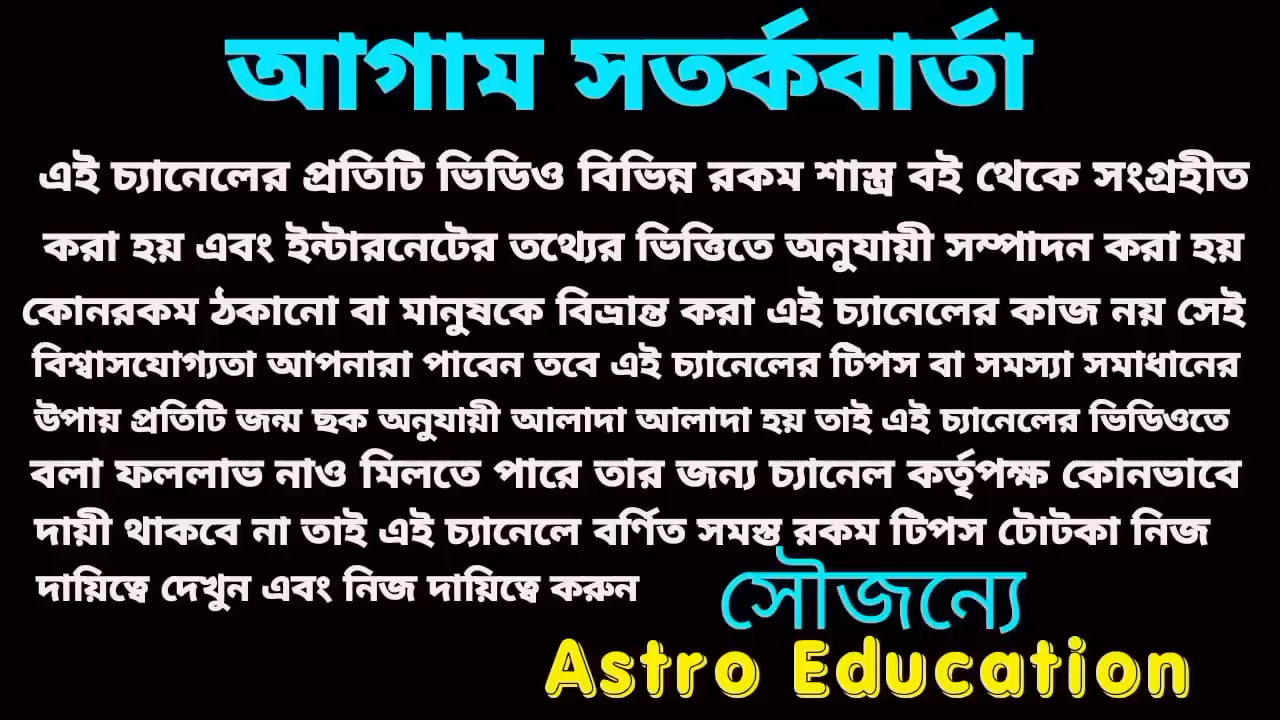 আগাম সতর্কবার্তা
এই চ্যানেলের প্রতিটি ভিডিও বিভিন্ন রকম শাস্ত্র বই থেকে সংগ্রহীত
করা হয় এবং ইন্টারনেটের তথ্যের ভিত্তিতে অনুযায়ী সম্পাদন করা হয়
কোনরকম ঠকানো বা মানুষকে বিভ্রান্ত করা এই চ্যানেলের কাজ নয় সেই
বিশ্বাসযোগ্যতা আপনারা পাবেন তবে এই চ্যানেলের টিপস বা সমস্যা সমাধানের
উপায় প্রতিটি জন্ম ছক অনুযায়ী আলাদা আলাদা হয় তাই এই চ্যানেলের ভিডিওতে
বলা ফললাভ নাও মিলতে পারে তার জন্য চ্যানেল কর্তৃপক্ষ কোনভাবে
দায়ী থাকবে না তাই এই চ্যানেলে বর্ণিত সমস্ত রকম টিপস টোটকা নিজ
দায়িত্বে দেখুন এবং নিজ দায়িত্বে করুন
সৌজন্যে
Astro Education